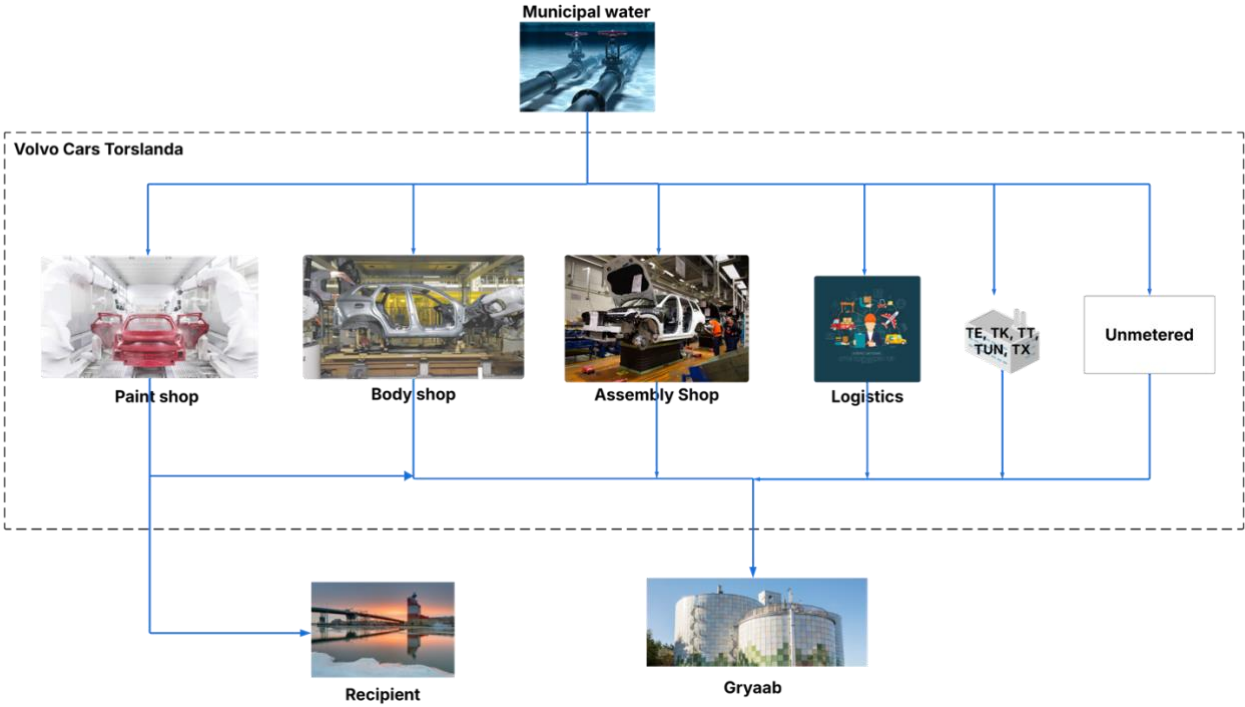 Municipal water
Volvo Cars Torslanda
Paint shop
Body shop
Assembly Shop
Logistics
TE, TK, TT,
TUN, TX
Unmetered
Recipient
Gryaab